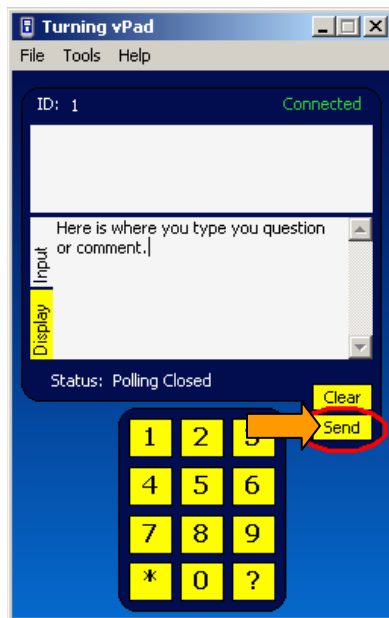 Turning vPad
File Tools Help
ID: 1 Connected
Here is where you type you question
or comment.
Input
Display
Status: Polling Closed
Clear
Send
1 2 3
4 5 6
7 8 9
* 0 ?